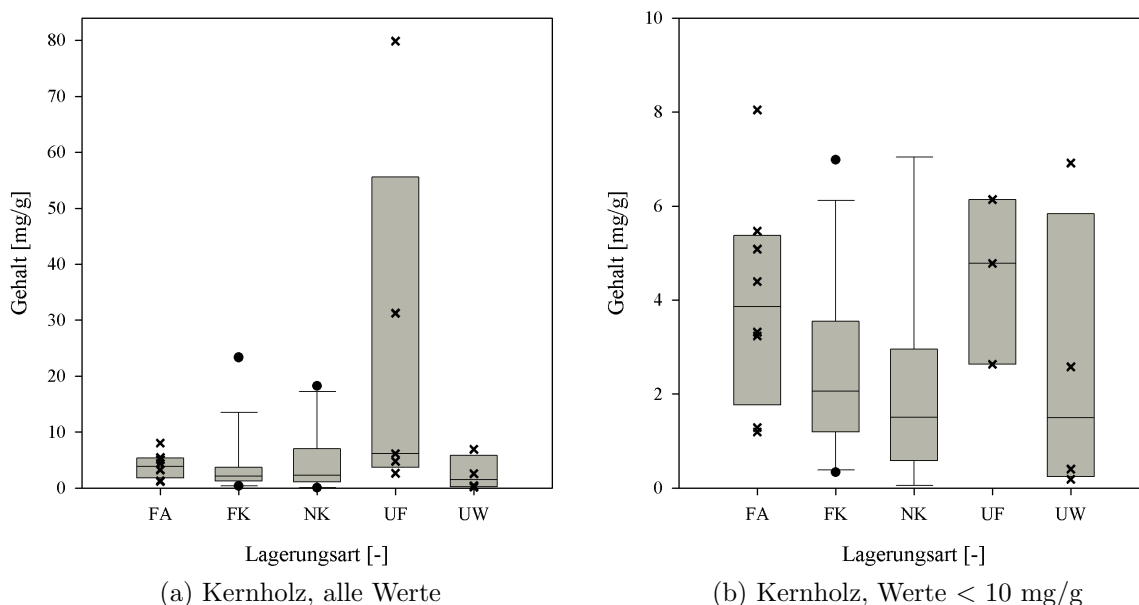 80
70
60
50
40
30
20
10
0
Gehalt [mg/g]
FA FK NK UF UW
Lagerungsart [-]
(a) Kernholz, alle Werte
10
8
6
4
2
0
Gehalt [mg/g]
FA FK NK UF UW
Lagerungsart [-]
(b) Kernholz, Werte < 10 mg/g